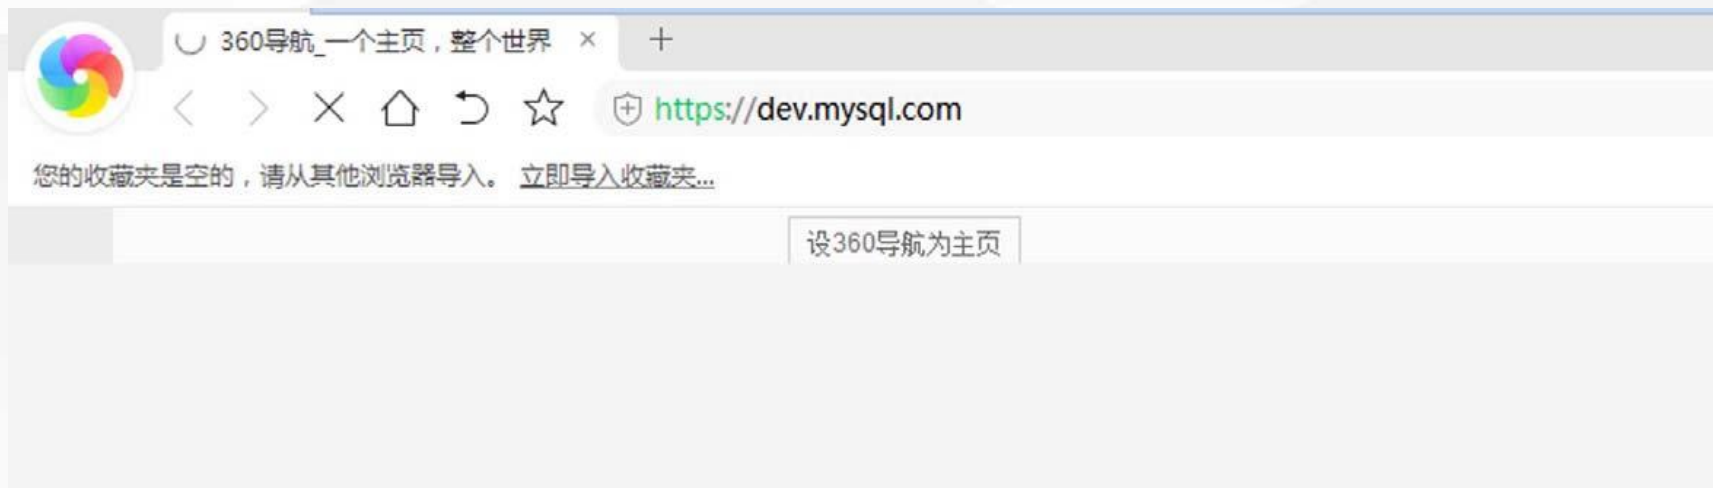 360导航_一个主页，整个世界
https://dev.mysql.com
您的收藏夹是空的，请从其他浏览器导入。 立即导入收藏夹...
设360导航为主页